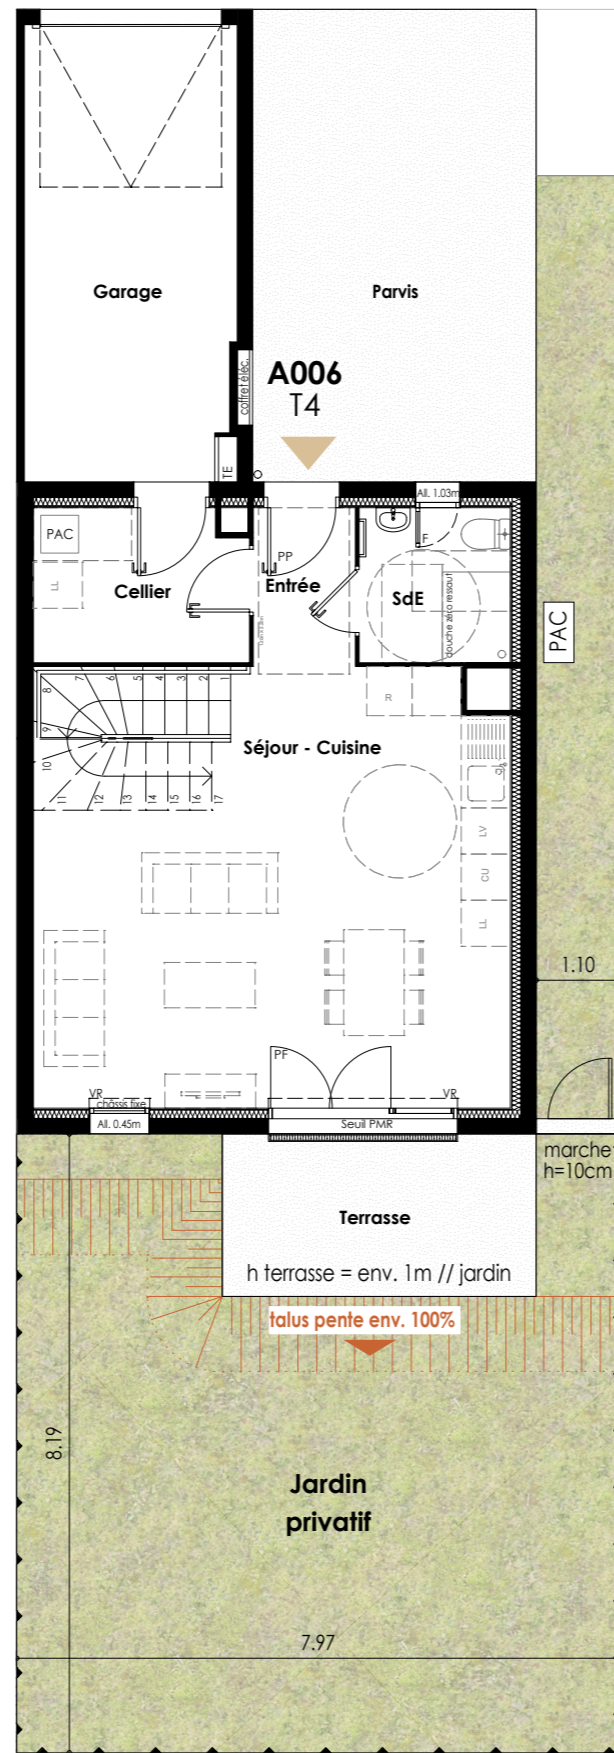 Garage
Parvis
coffret élec.
A006
T4
TE
All. 1.03m
PAC
PP
F
LL
Cellier
Entrée
SdE
douche zéro ressaut
PAC
8
7
6
5
4
3
2
1
R
9
Séjour - Cuisine
10
11
12
13
14
15
16
17
LV
CU
LL
1.10
PF
VR
châssis fixe
VR
All. 0.45m
Seuil PMR
marche
h=10cm
Terrasse
h terrasse = env. 1m // jardin
talus pente env. 100%
8.19
Jardin
privatif
7.97